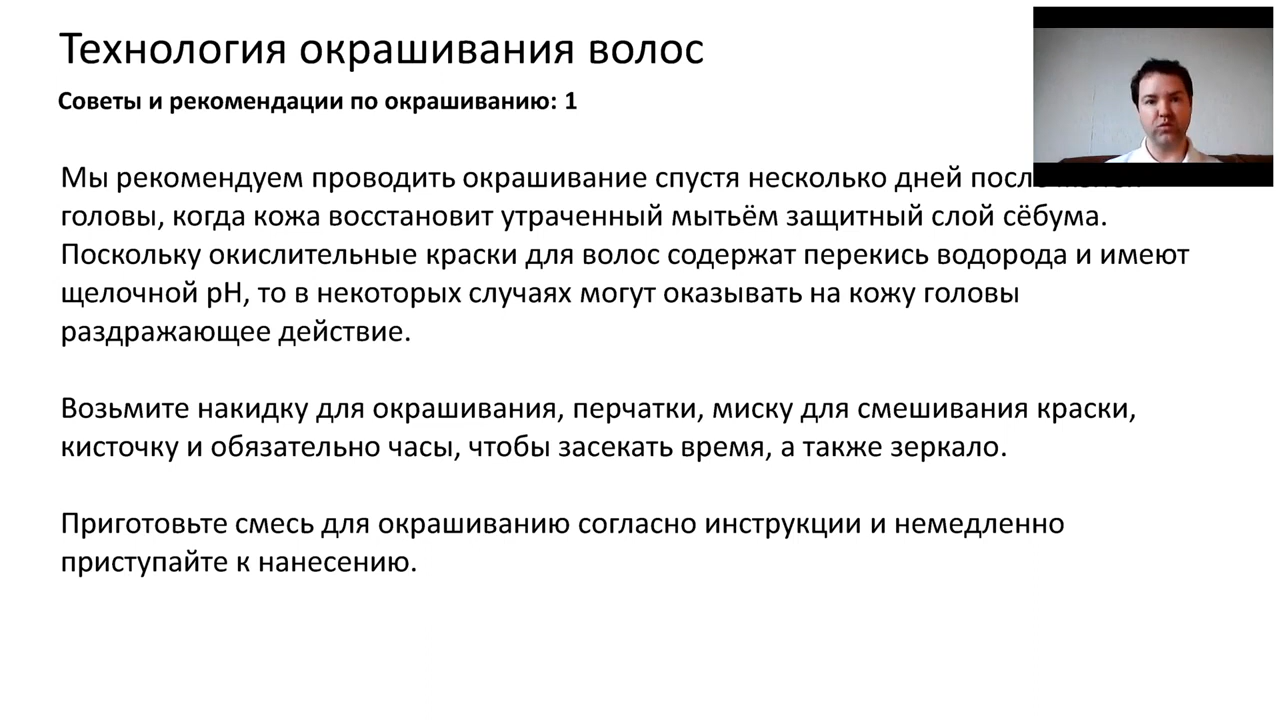 Технология окрашивания волос
Советы и рекомендации по окрашиванию: 1
Мы рекомендуем проводить окрашивание спустя несколько дней после
головы, когда кожа восстановит утраченный мытьём защитный слой сёбума.
Поскольку окислительные краски для волос содержат перекись водорода и имеют
щелочной pH, то в некоторых случаях могут оказывать на кожу головы
раздражающее действие.
Возьмите накидку для окрашивания, перчатки, миску для смешивания краски,
кисточку и обязательно часы, чтобы засекать время, а также зеркало.
Приготовьте смесь для окрашиванию согласно инструкции и немедленно
приступайте к нанесению.